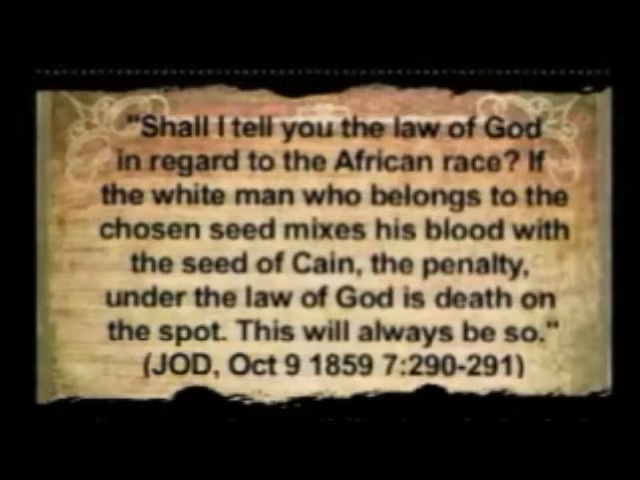 "Shall I tell you the law of God
in regard to the African race? If
the white man who belongs to the
chosen seed mixes his blood with
the seed of Cain, the penalty,
under the law of God is death on
the spot. This will always be so."
(JOD, Oct 9 1859 7:290-291)